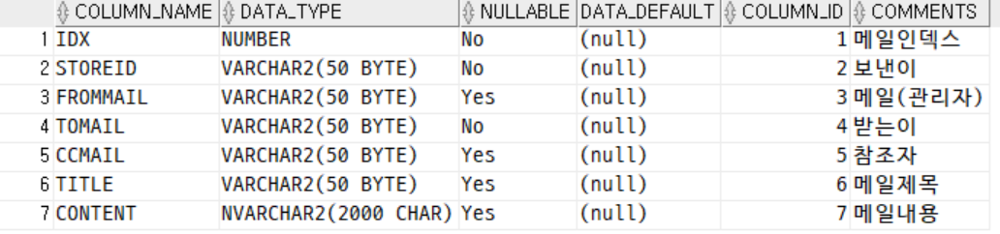 COLUMN_NAME DATA_TYPE NULLABLE DATA_DEFAULT COLUMN_ID COMMENTS
1 IDX NUMBER No (null) 1 메일인덱스
2 STOREID VARCHAR2(50 BYTE) No (null) 2 보낸이
3 FROMMAIL VARCHAR2(50 BYTE) Yes (null) 3 메일(관리자)
4 TOMAIL VARCHAR2(50 BYTE) No (null) 4 받는이
5 CCMAIL VARCHAR2(50 BYTE) Yes (null) 5 참조자
6 TITLE VARCHAR2(50 BYTE) Yes (null) 6 메일제목
7 CONTENT NVARCHAR2(2000 CHAR) Yes (null) 7 메일내용